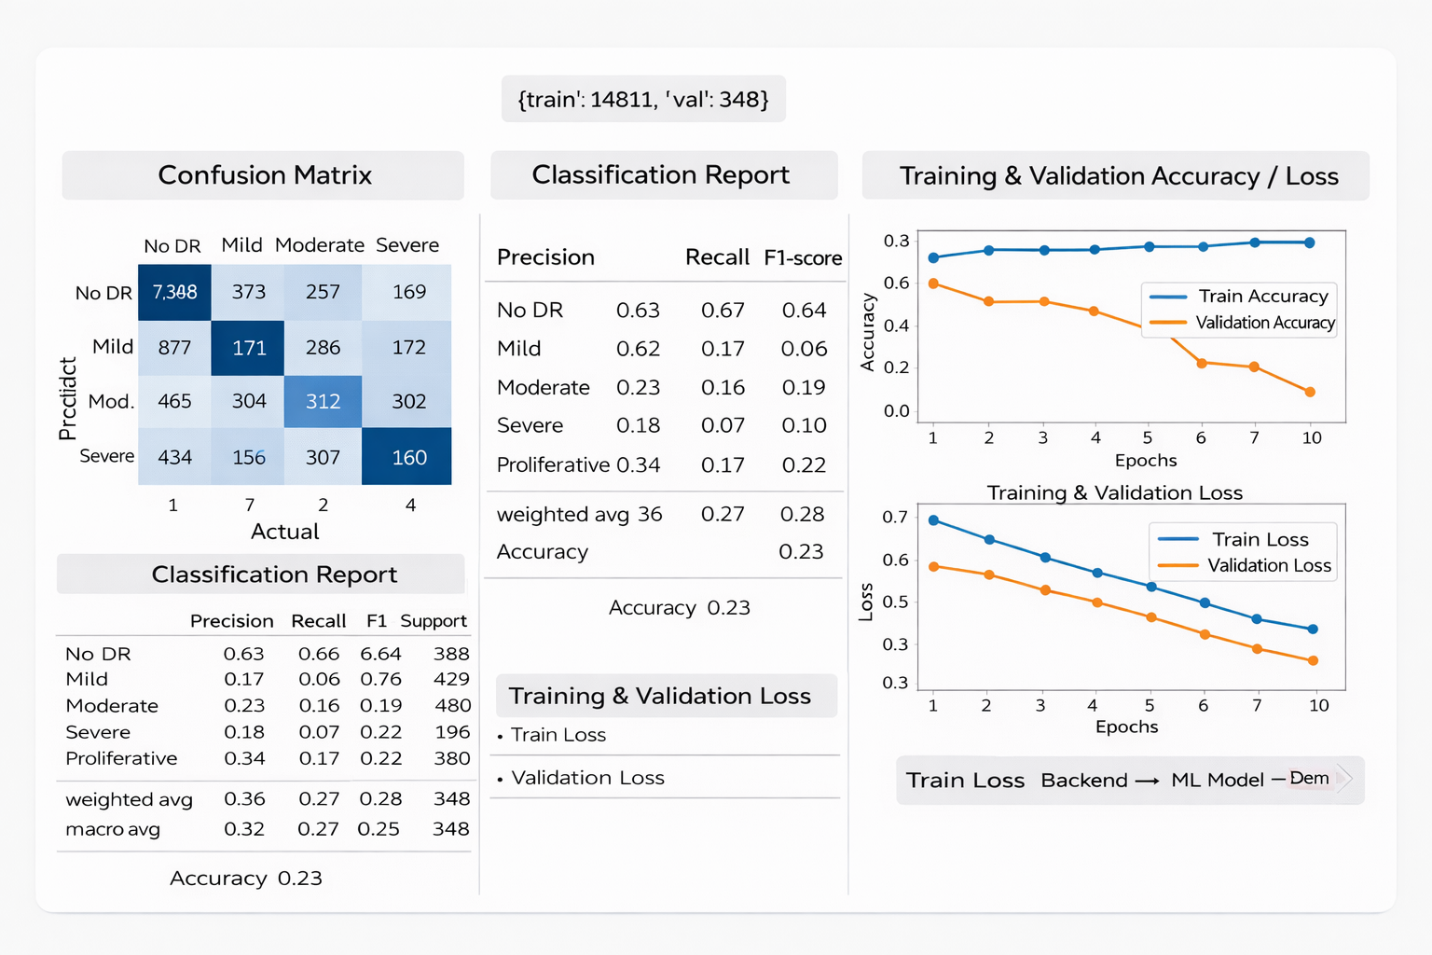 {train': 14811, 'val': 348}
Confusion Matrix
No DR Mild Moderate Severe
No DR 373 257 169
Mild 877 171 286 172
Mod. 465 304 312 302
Severe 434 156 307 160
1 7 2 4
Actual
Classification Report
Precision Recall F1 Support
No DR 0.63 0.66 6.64 388
Mild 0.17 0.06 0.76 429
Moderate 0.23 0.16 0.19 480
Severe 0.18 0.07 0.22 196
Proliferative 0.34 0.17 0.22 380
weighted avg 0.36 0.27 0.28 348
macro avg 0.32 0.27 0.25 348
Accuracy 0.23
Classification Report
Precision Recall F1-score
No DR 0.63 0.67 0.64
Mild 0.62 0.17 0.06
Moderate 0.23 0.16 0.19
Severe 0.18 0.07 0.10
Proliferative 0.34 0.17 0.22
weighted avg 36 0.27 0.28
Accuracy 0.23
Accuracy 0.23
Training & Validation Loss
• Train Loss
• Validation Loss
Training & Validation Accuracy / Loss
Accuracy
0.3
0.6
0.4
0.2
0.0
Train Accuracy
Validation Accuracy
1 2 3 4 5 6 7 10
Epochs
Training & Validation Loss
Loss
0.7
0.6
0.5
0.3
0.3
Train Loss
Validation Loss
1 2 3 4 5 6 7 10
Epochs
Train Loss Backend → ML Model – Dem